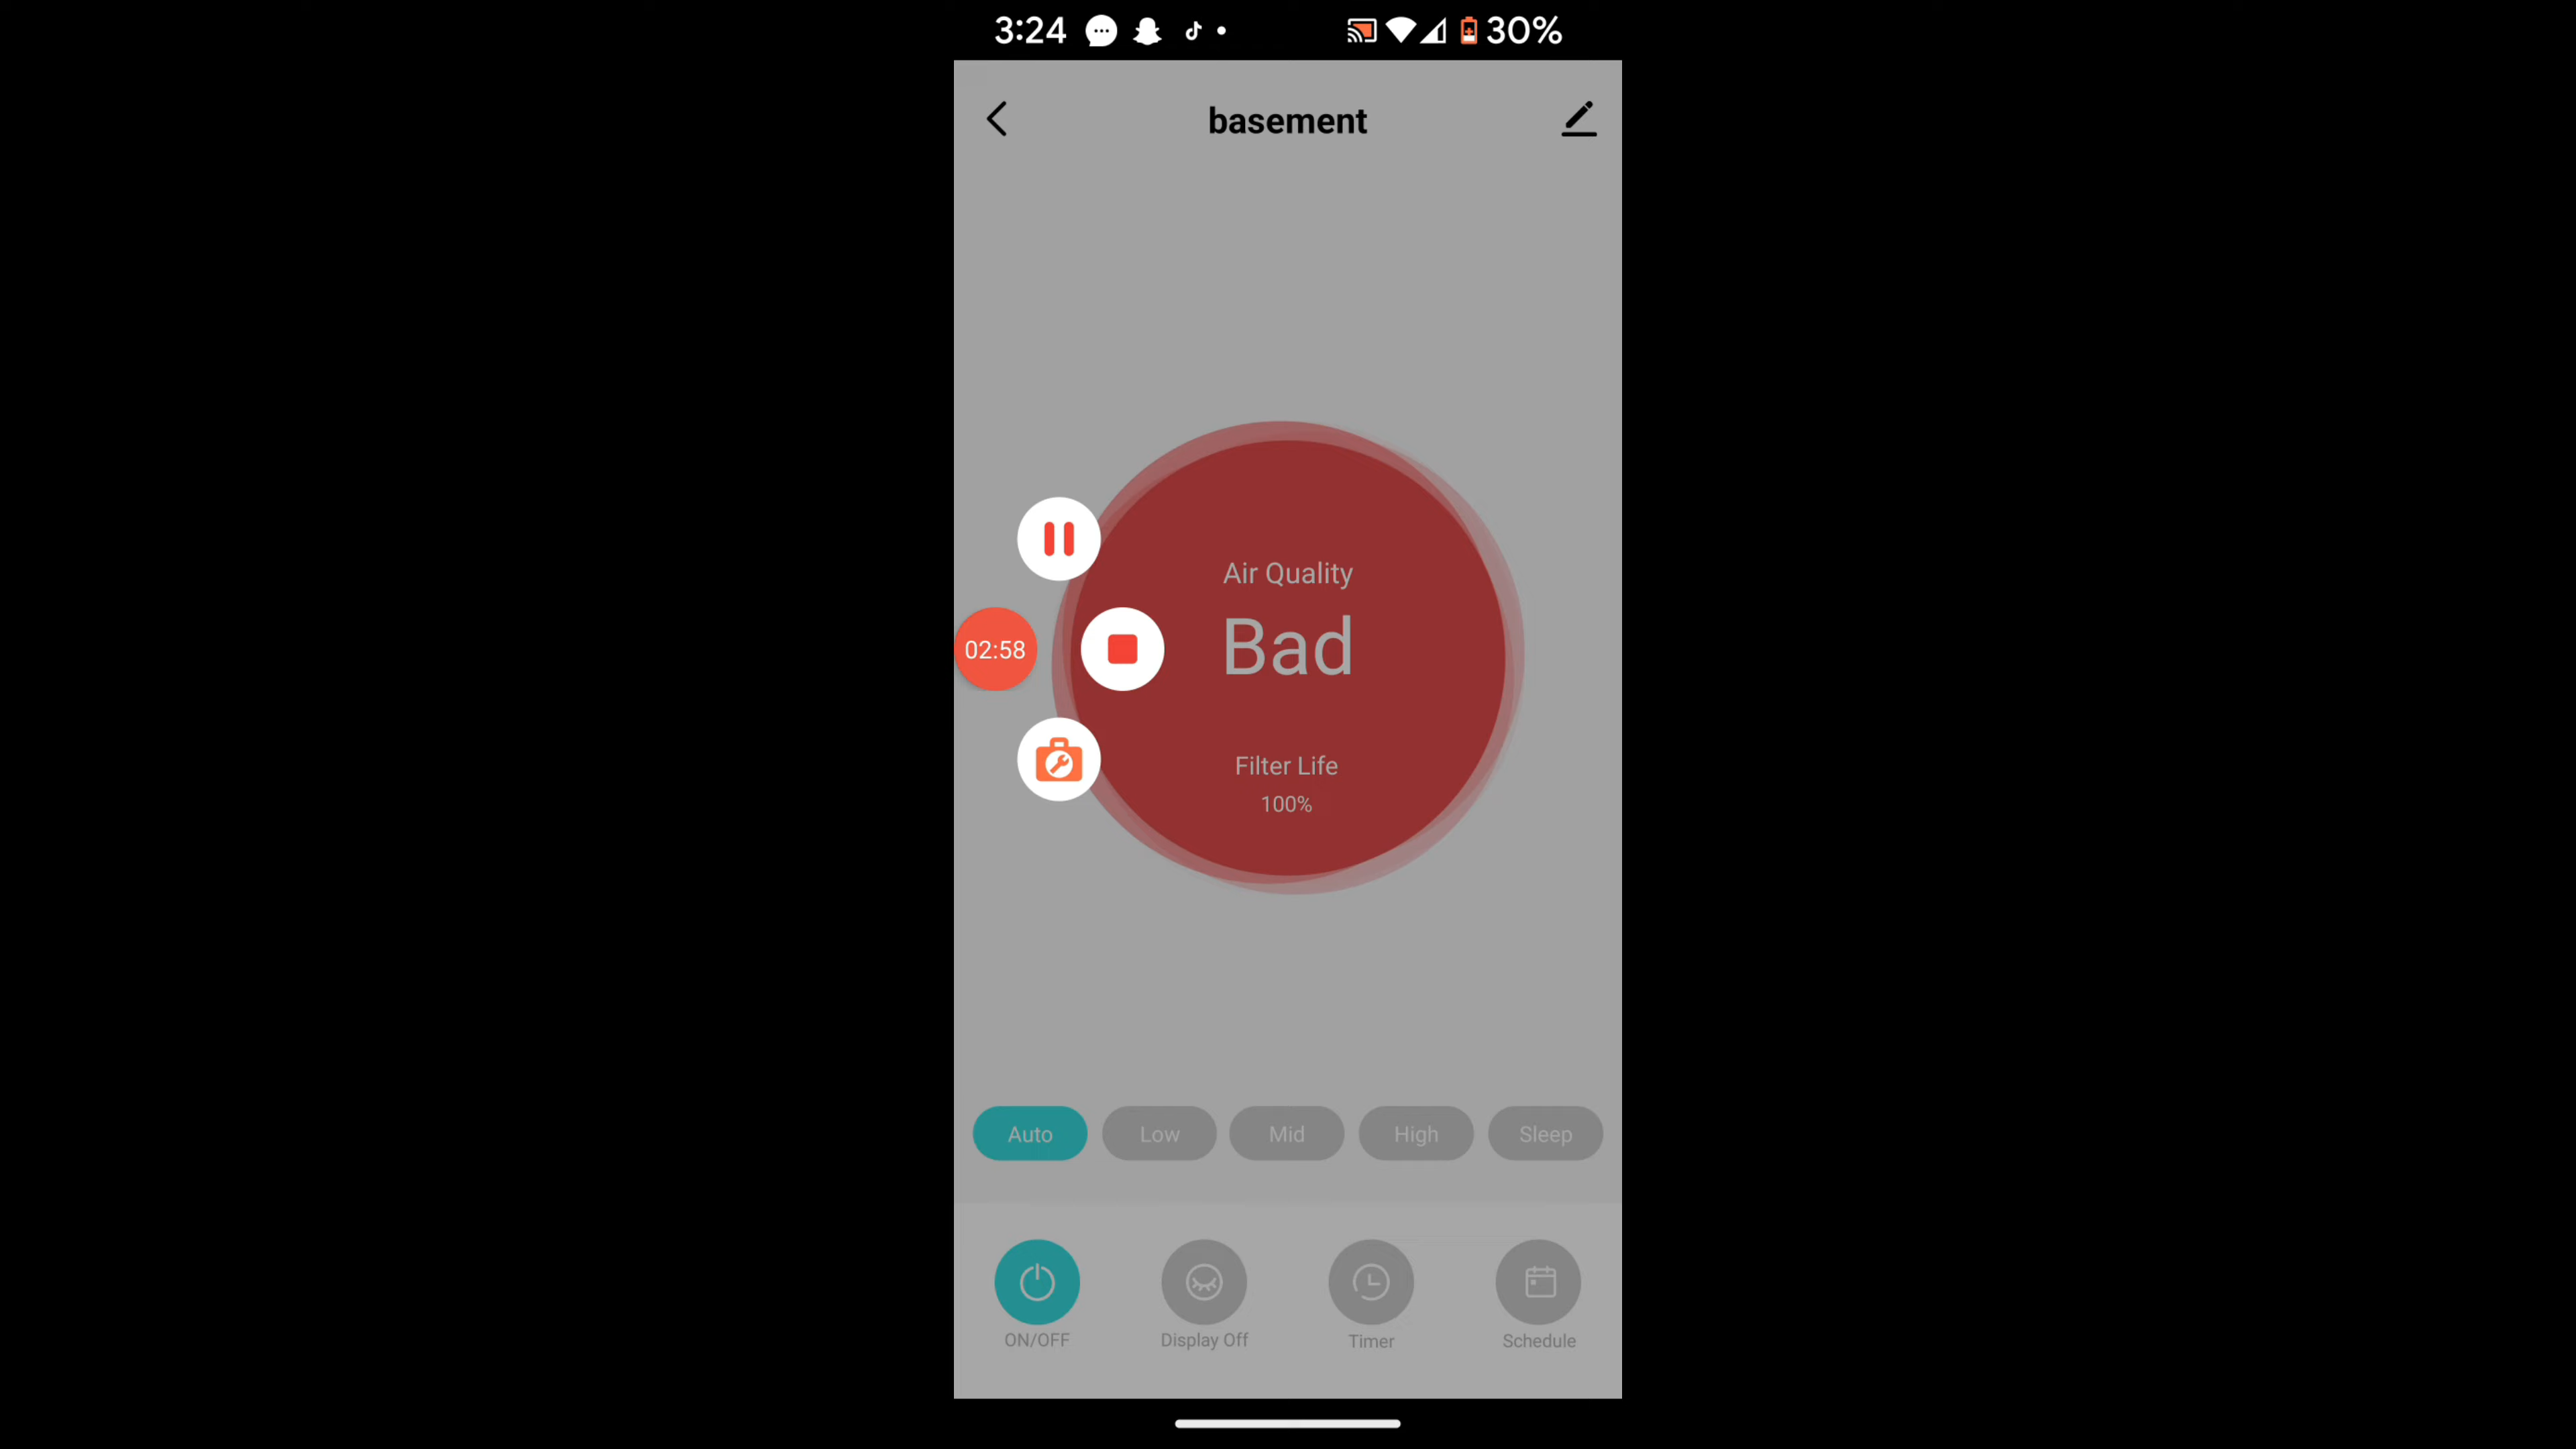 3:24 30%
basement
Air Quality
02:58
Bad
Filter Life
100%
Auto Low Mid High Sleep
ON/OFF Display Off Timer Schedule